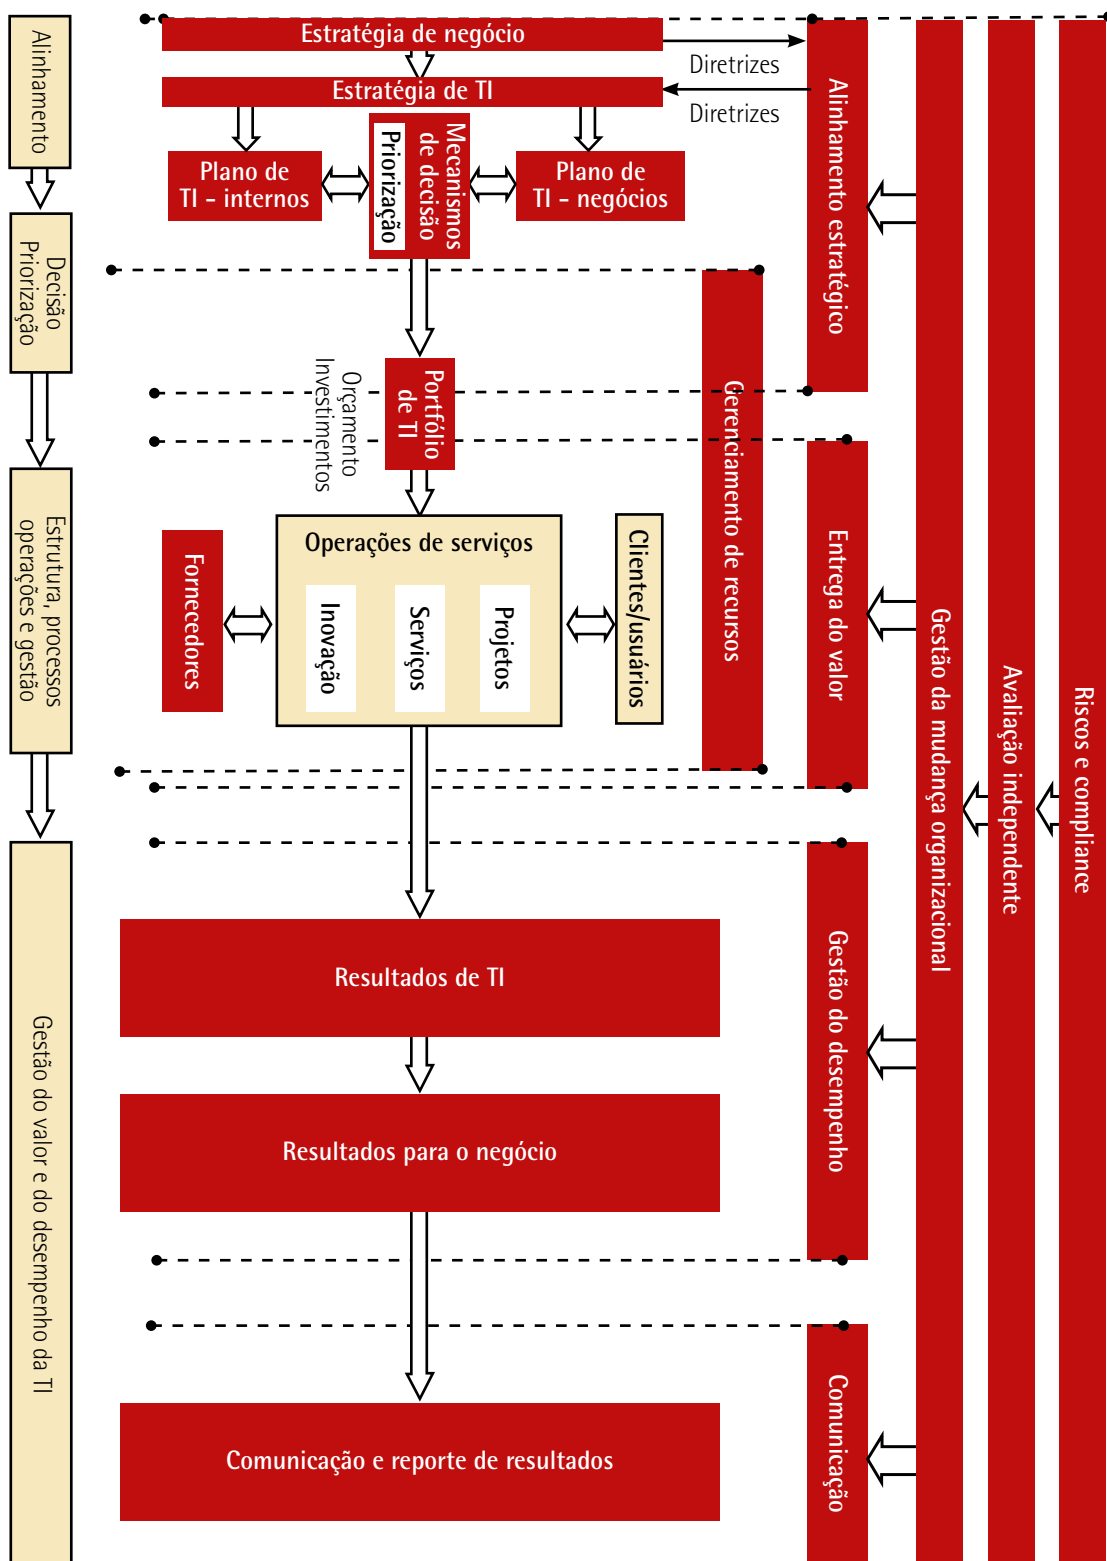 Alinhamento
Decisão
Priorização
Estrutura, processos
operações e gestão
Gestão do valor e do desempenho da TI
Estratégia de negócio
Diretrizes
Estratégia de TI
Diretrizes
Plano de
TI - internos
Mecanismos
de decisão
Priorização
Plano de
TI - negócios
Portfólio
de TI
Orçamento
Investimentos
Fornecedores
Operações de serviços
Inovação
Serviços
Projetos
Clientes/usuários
Resultados de TI
Resultados para o negócio
Comunicação e reporte de resultados
Gerenciamento de recursos
Alinhamento estratégico
Entrega do valor
Gestão do desempenho
Comunicação
Gestão da mudança organizacional
Avaliação independente
Riscos e compliance